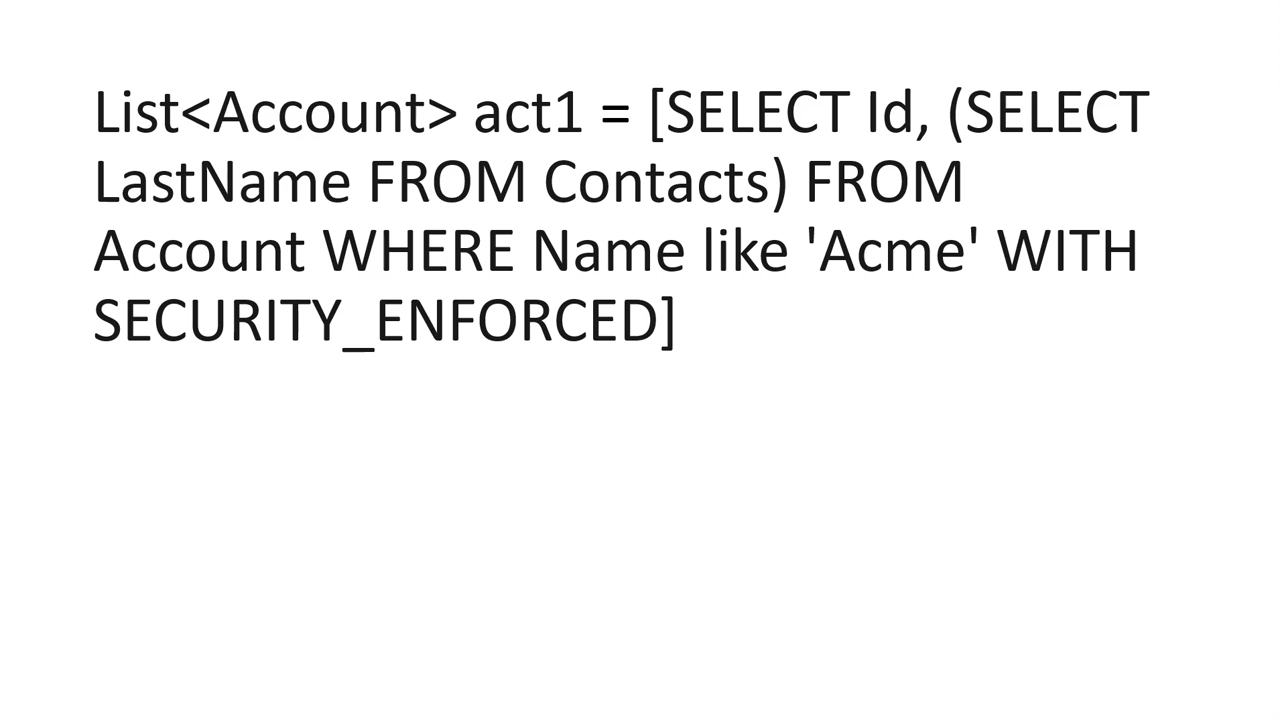 List<Account> act1 = [SELECT Id, (SELECT
LastName FROM Contacts) FROM
Account WHERE Name like 'Acme' WITH
SECURITY_ENFORCED]